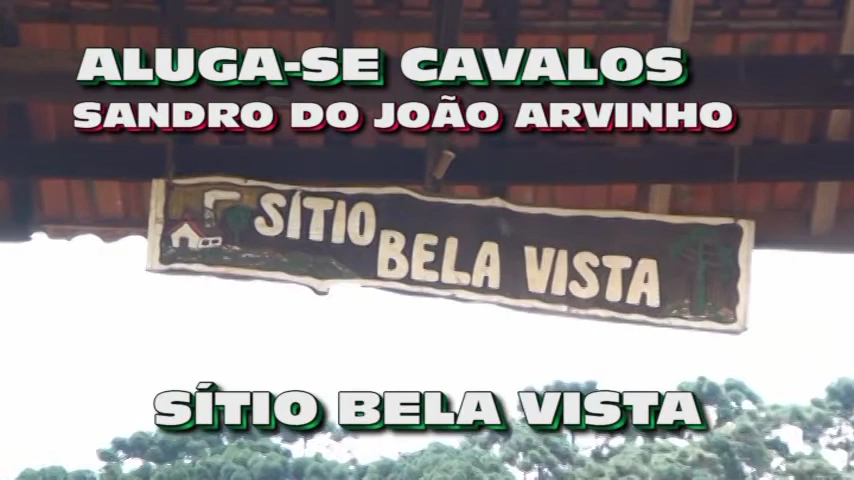 ALUGA-SE CAVALOS
SANDRO DO JOÃO ARVINHO
SÍTIO BELA VISTA
SÍTIO BELA VISTA